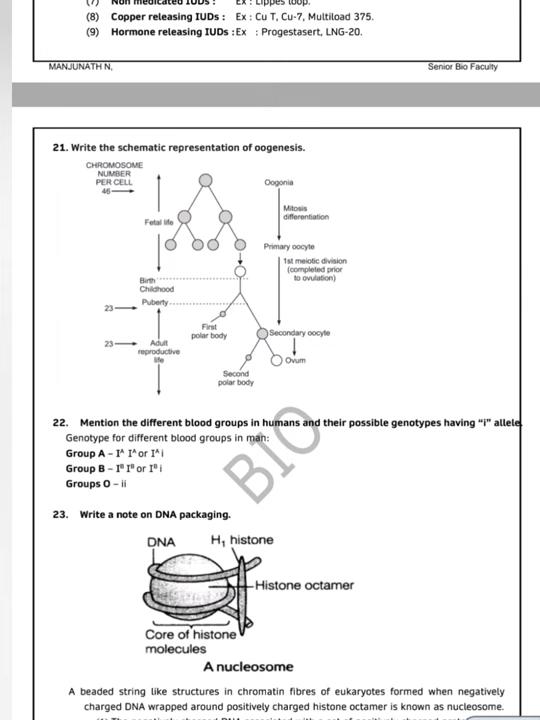 (7) Non medicated IUDs : Ex : Lippes loop.
(8) Copper releasing IUDs : Ex : Cu T, Cu-7, Multiload 375.
(9) Hormone releasing IUDs : Ex : Progestasert, LNG-20.
MANJUNATH N, Senior Bio Faculty
21. Write the schematic representation of oogenesis.
CHROMOSOME
NUMBER
PER CELL
46
Oogonia
Mitosis
differentiation
Fetal life
Primary oocyte
1st meiotic division
(completed prior
to ovulation)
Birth
Childhood
23
Puberty
First
polar body
Secondary oocyte
23
Adult
reproductive
life
Ovum
Second
polar body
22. Mention the different blood groups in humans and their possible genotypes having “i” allele.
Genotype for different blood groups in man:
Group A – Iᴬ Iᴬ or Iᴬ i
Group B – Iᴮ Iᴮ or Iᴮ i
Groups O – ii
BIO
23. Write a note on DNA packaging.
DNA
H₁ histone
Histone octamer
Core of histone
molecules
A nucleosome
A beaded string like structures in chromatin fibres of eukaryotes formed when negatively
charged DNA wrapped around positively charged histone octamer is known as nucleosome.